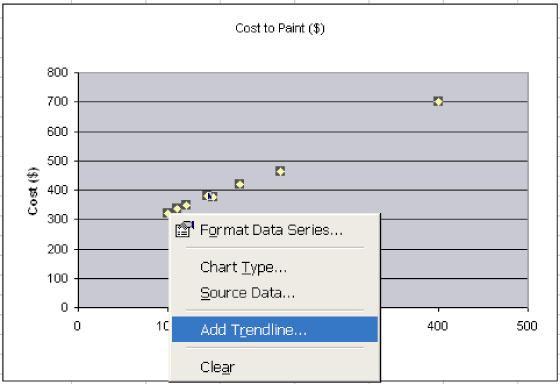 Cost to Paint ($)
800
700
600
500
400
300
200
100
0
Cost ($)
0
10
400
500
Format Data Series...
Chart Type...
Source Data...
Add Trendline...
Clear